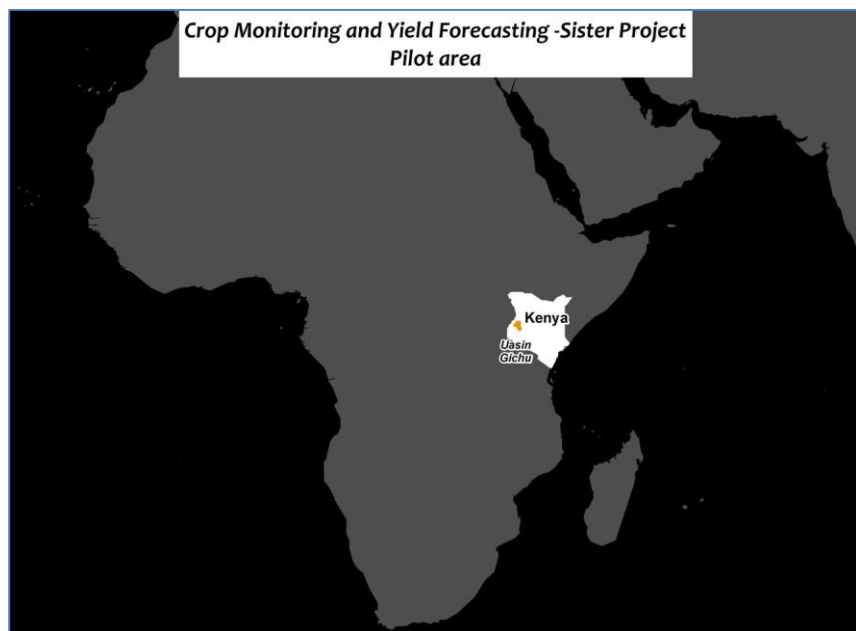 Crop Monitoring and Yield Forecasting -Sister Project
Pilot area
Kenya
Uasin
Gichu